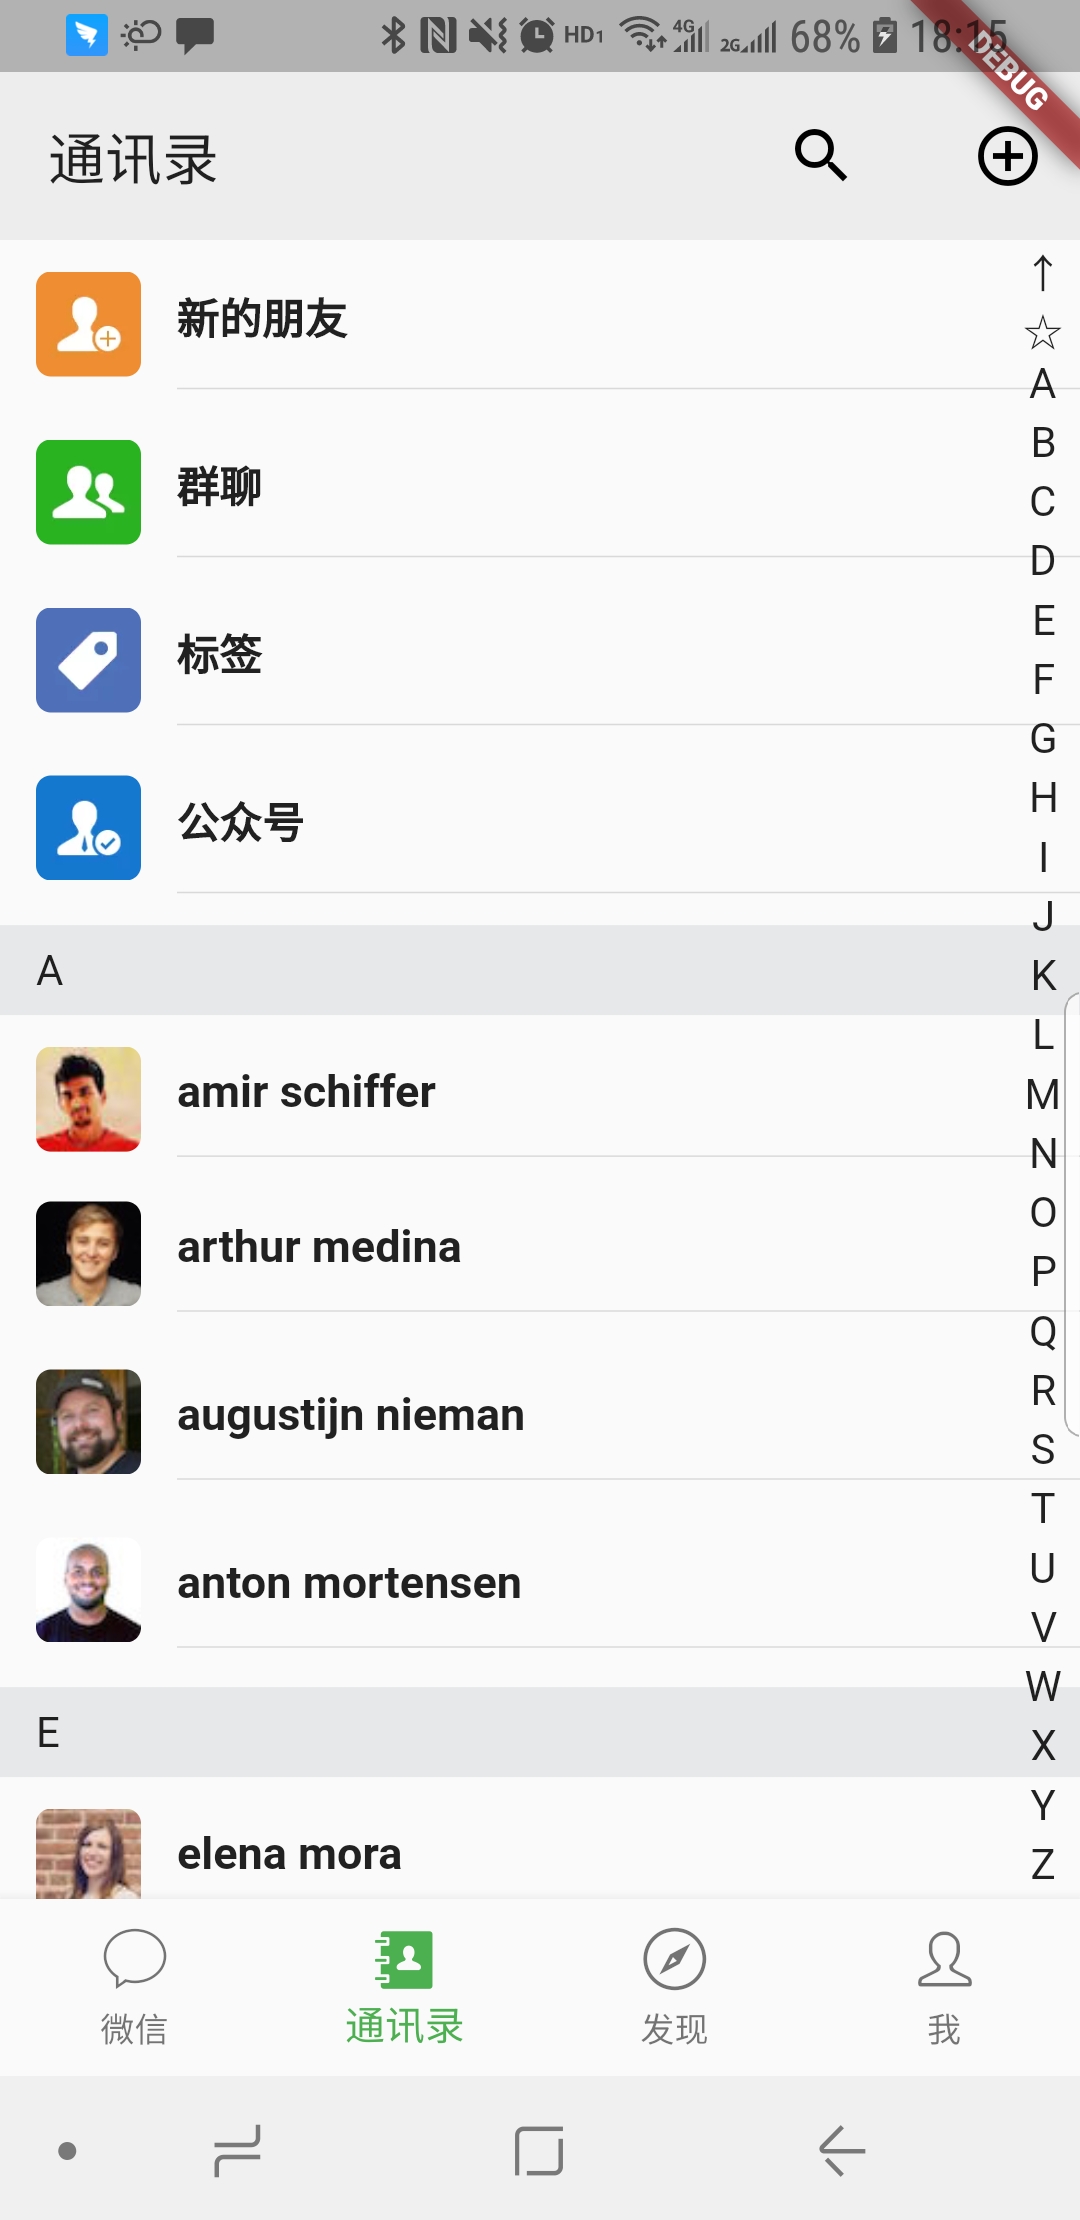 HD1 4G 2G 68% 18:15
DEBUG
通讯录
↑
☆
新的朋友
A
B
群聊
C
D
E
标签
F
G
H
公众号
I
J
A
K
L
amir schiffer
M
N
O
arthur medina
P
Q
R
augustijn nieman
S
T
U
anton mortensen
V
W
E
X
Y
elena mora
Z
微信
通讯录
发现
我